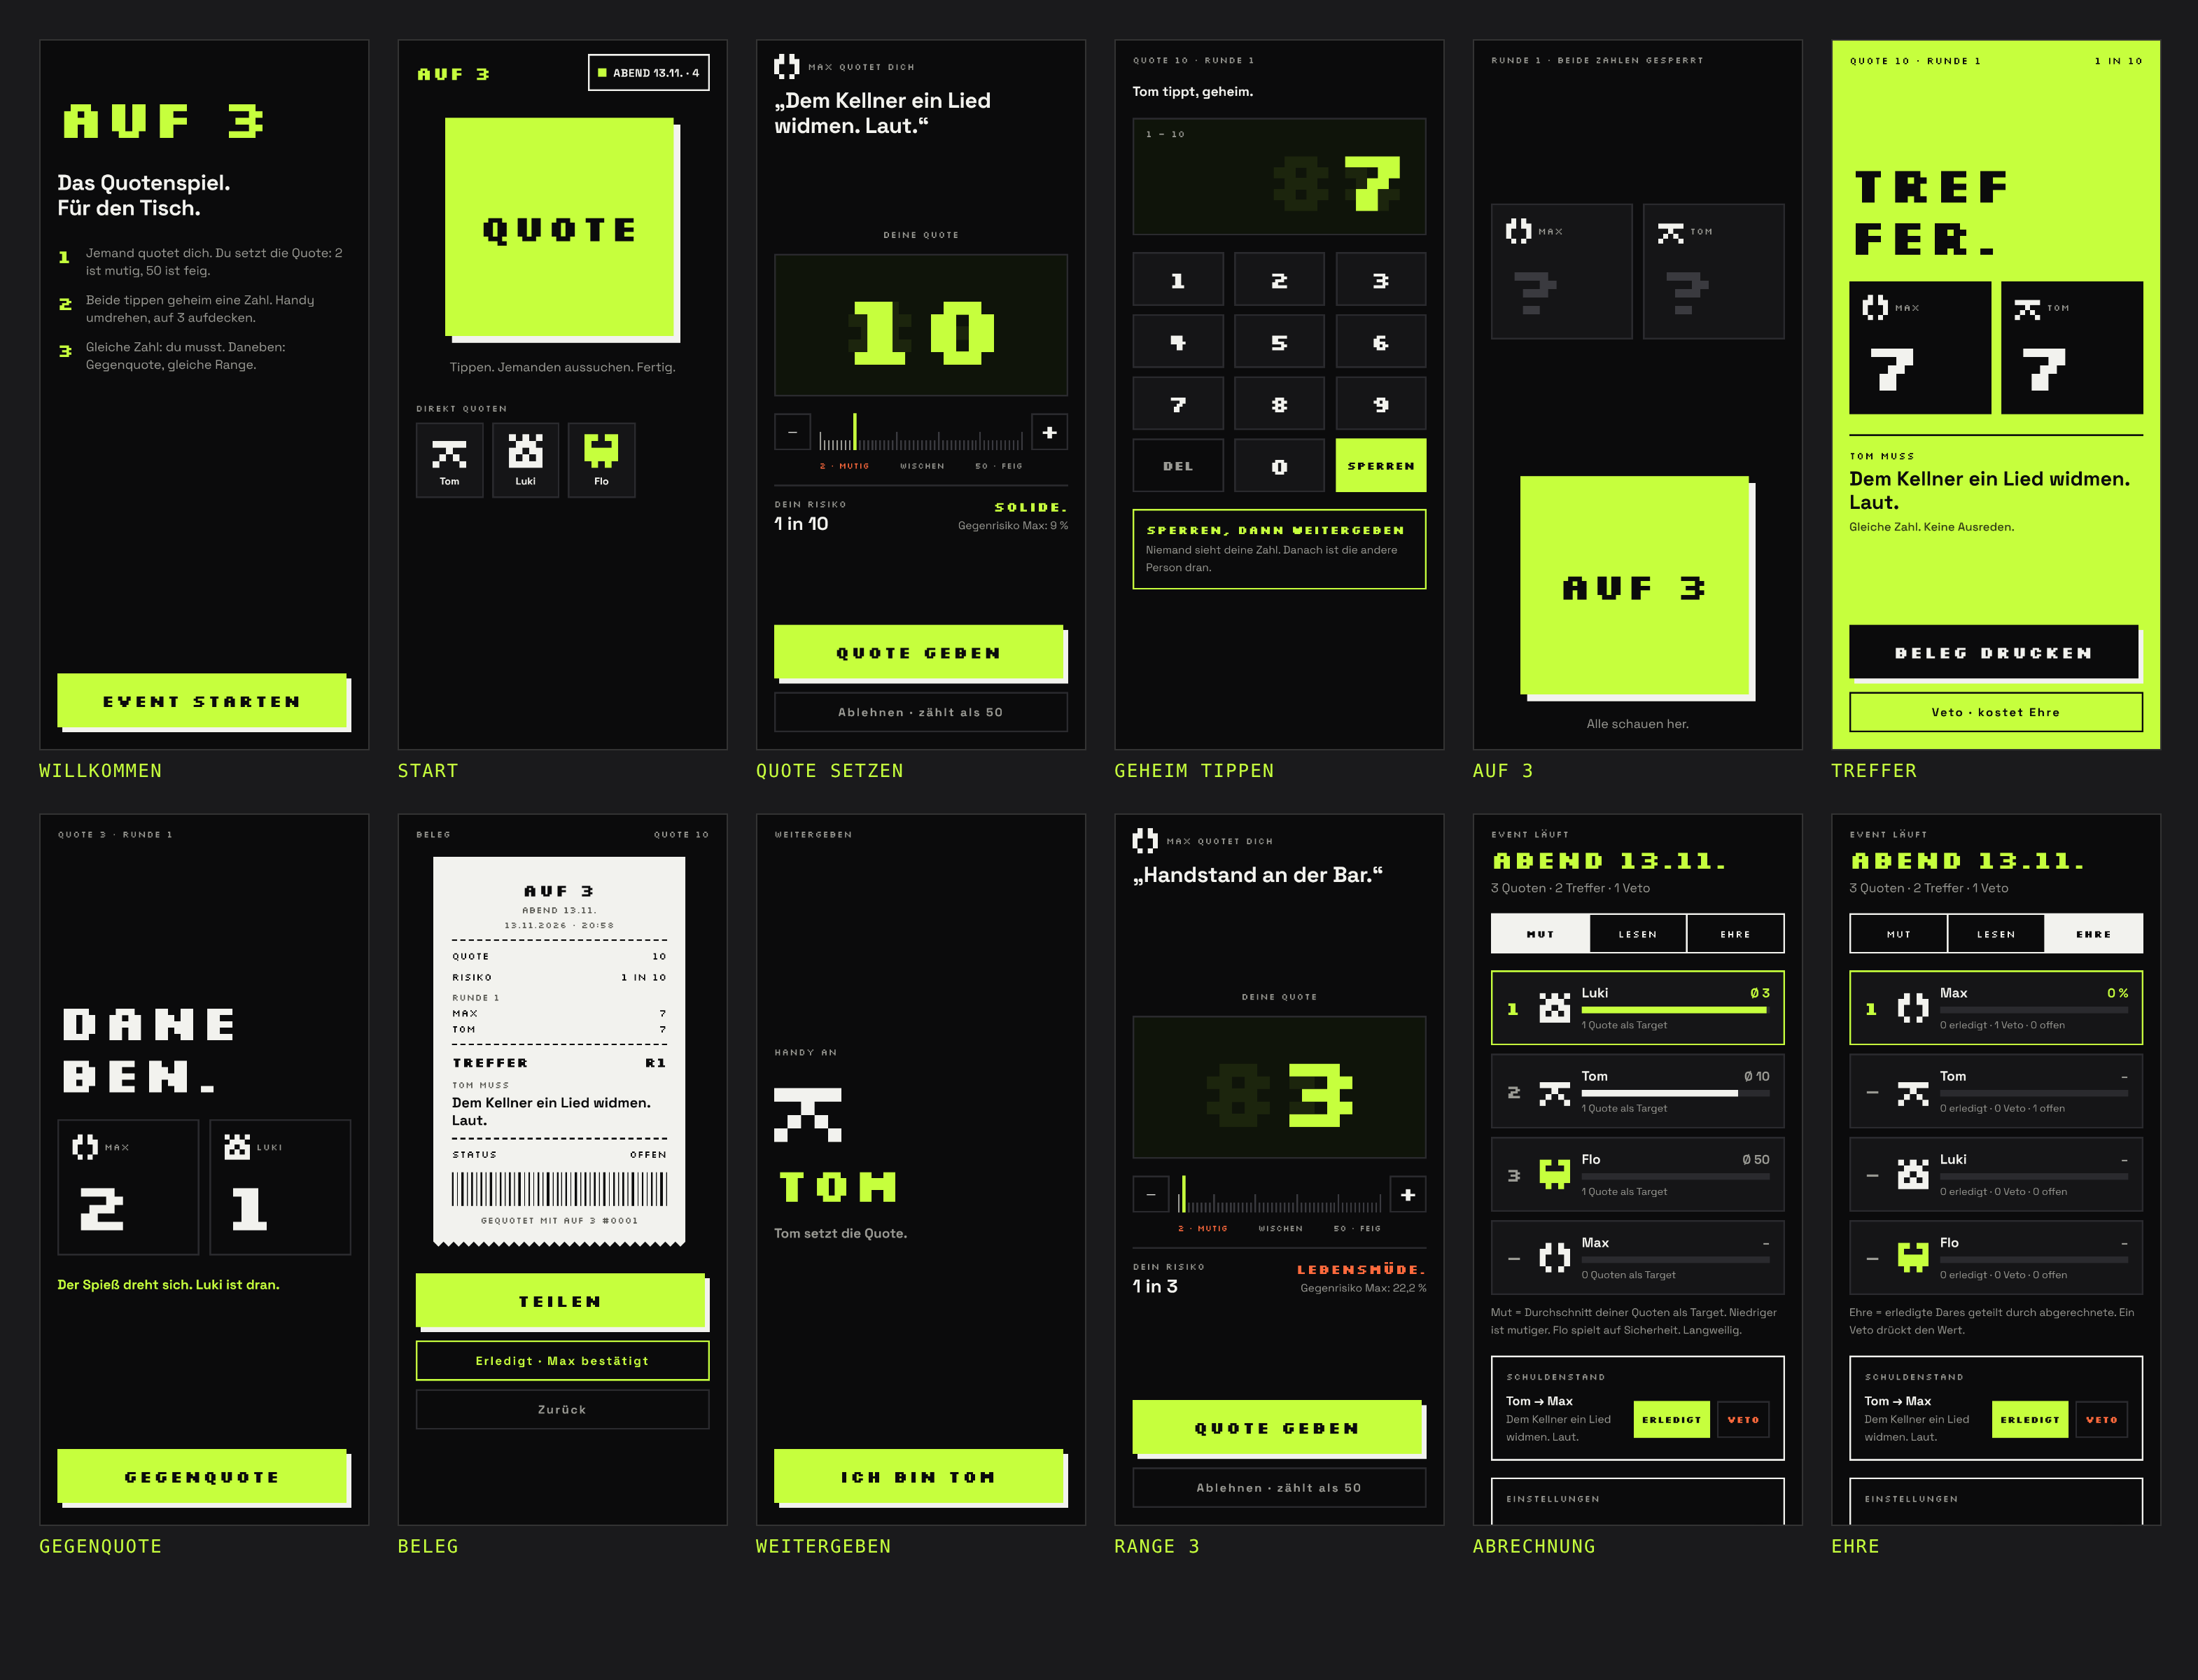 AUF 3
Das Quotenspiel.
Für den Tisch.
1 Jemand quotet dich. Du setzt die Quote: 2
ist mutig, 50 ist feig.
2 Beide tippen geheim eine Zahl. Handy
umdrehen, auf 3 aufdecken.
3 Gleiche Zahl: du musst. Daneben:
Gegenquote, gleiche Range.
EVENT STARTEN
WILLKOMMEN
AUF 3
ABEND 13.11. · 4
QUOTE
Tippen. Jemanden aussuchen. Fertig.
DIREKT QUOTEN
Tom Luki Flo
START
MAX QUOTET DICH
„Dem Kellner ein Lied
widmen. Laut.“
DEINE QUOTE
10
− +
2 · MUTIG WISCHEN 50 · FEIG
DEIN RISIKO SOLIDE.
1 in 10 Gegenrisiko Max: 9 %
QUOTE GEBEN
Ablehnen · zählt als 50
QUOTE SETZEN
QUOTE 10 · RUNDE 1
Tom tippt, geheim.
1 – 10
7
1 2 3
4 5 6
7 8 9
DEL 0 SPERREN
SPERREN, DANN WEITERGEBEN
Niemand sieht deine Zahl. Danach ist die andere
Person dran.
GEHEIM TIPPEN
RUNDE 1 · BEIDE ZAHLEN GESPERRT
MAX TOM
? ?
AUF 3
Alle schauen her.
AUF 3
QUOTE 10 · RUNDE 1 1 IN 10
TREF
FER.
MAX TOM
7 7
TOM MUSS
Dem Kellner ein Lied widmen.
Laut.
Gleiche Zahl. Keine Ausreden.
BELEG DRUCKEN
Veto · kostet Ehre
TREFFER
QUOTE 3 · RUNDE 1
DANE
BEN.
MAX LUKI
2 1
Der Spieß dreht sich. Luki ist dran.
GEGENQUOTE
GEGENQUOTE
BELEG QUOTE 10
AUF 3
ABEND 13.11.
13.11.2026 · 20:58
QUOTE 10
RISIKO 1 IN 10
RUNDE 1
MAX 7
TOM 7
TREFFER R1
TOM MUSS
Dem Kellner ein Lied widmen.
Laut.
STATUS OFFEN
GEQUOTET MIT AUF 3 #0001
TEILEN
Erledigt · Max bestätigt
Zurück
BELEG
WEITERGEBEN
HANDY AN
TOM
Tom setzt die Quote.
ICH BIN TOM
WEITERGEBEN
MAX QUOTET DICH
„Handstand an der Bar.“
DEINE QUOTE
3
− +
2 · MUTIG WISCHEN 50 · FEIG
DEIN RISIKO LEBENSMÜDE.
1 in 3 Gegenrisiko Max: 22,2 %
QUOTE GEBEN
Ablehnen · zählt als 50
RANGE 3
EVENT LÄUFT
ABEND 13.11.
3 Quoten · 2 Treffer · 1 Veto
MUT LESEN EHRE
1 Luki Ø 3
1 Quote als Target
2 Tom Ø 10
1 Quote als Target
3 Flo Ø 50
1 Quote als Target
– Max –
0 Quoten als Target
Mut = Durchschnitt deiner Quoten als Target. Niedriger
ist mutiger. Flo spielt auf Sicherheit. Langweilig.
SCHULDENSTAND
Tom → Max
Dem Kellner ein Lied
widmen. Laut.
ERLEDIGT VETO
EINSTELLUNGEN
ABRECHNUNG
EVENT LÄUFT
ABEND 13.11.
3 Quoten · 2 Treffer · 1 Veto
MUT LESEN EHRE
1 Max 0 %
0 erledigt · 1 Veto · 0 offen
– Tom –
0 erledigt · 0 Veto · 1 offen
– Luki –
0 erledigt · 0 Veto · 0 offen
– Flo –
0 erledigt · 0 Veto · 0 offen
Ehre = erledigte Dares geteilt durch abgerechnete. Ein
Veto drückt den Wert.
SCHULDENSTAND
Tom → Max
Dem Kellner ein Lied
widmen. Laut.
ERLEDIGT VETO
EINSTELLUNGEN
EHRE